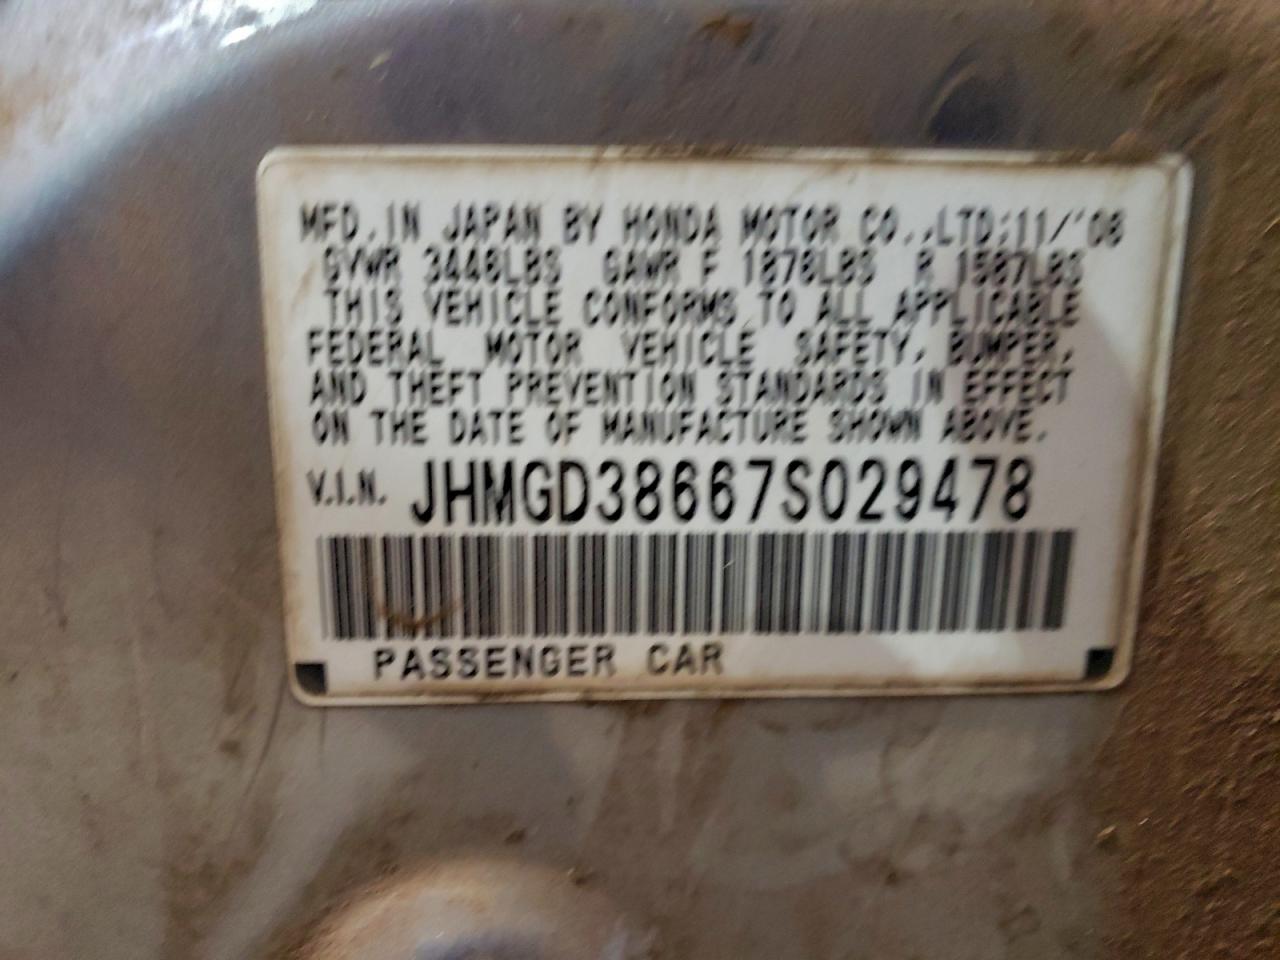 MFD. IN JAPAN BY HONDA MOTOR CO.,LTD:11/'06
GVWR GAWR F R 1587LBS
THIS VEHICLE CONFORMS TO ALL APPLICABLE
FEDERAL MOTOR VEHICLE SAFETY, BUMPER,
AND THEFT PREVENTION STANDARDS IN EFFECT
ON THE DATE OF MANUFACTURE SHOWN ABOVE.
V.I.N. JHMGD38667S029478
PASSENGER CAR